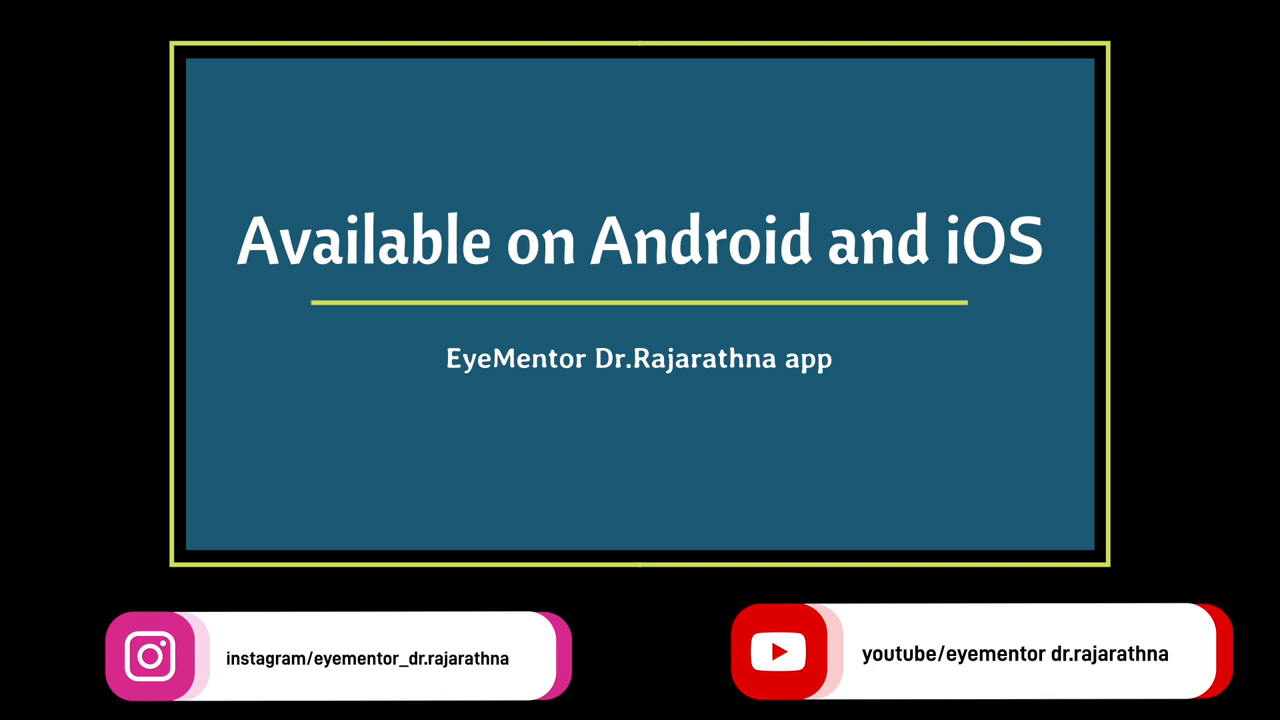 Available on Android and iOS
EyeMentor Dr.Rajarathna app
instagram/eyementor_dr.rajarathna
youtube/eyementor dr.rajarathna